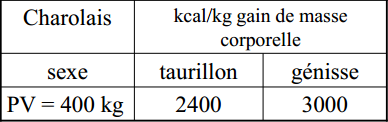 Charolais kcal/kg gain de masse
corporelle
sexe taurillon génisse
PV = 400 kg 2400 3000